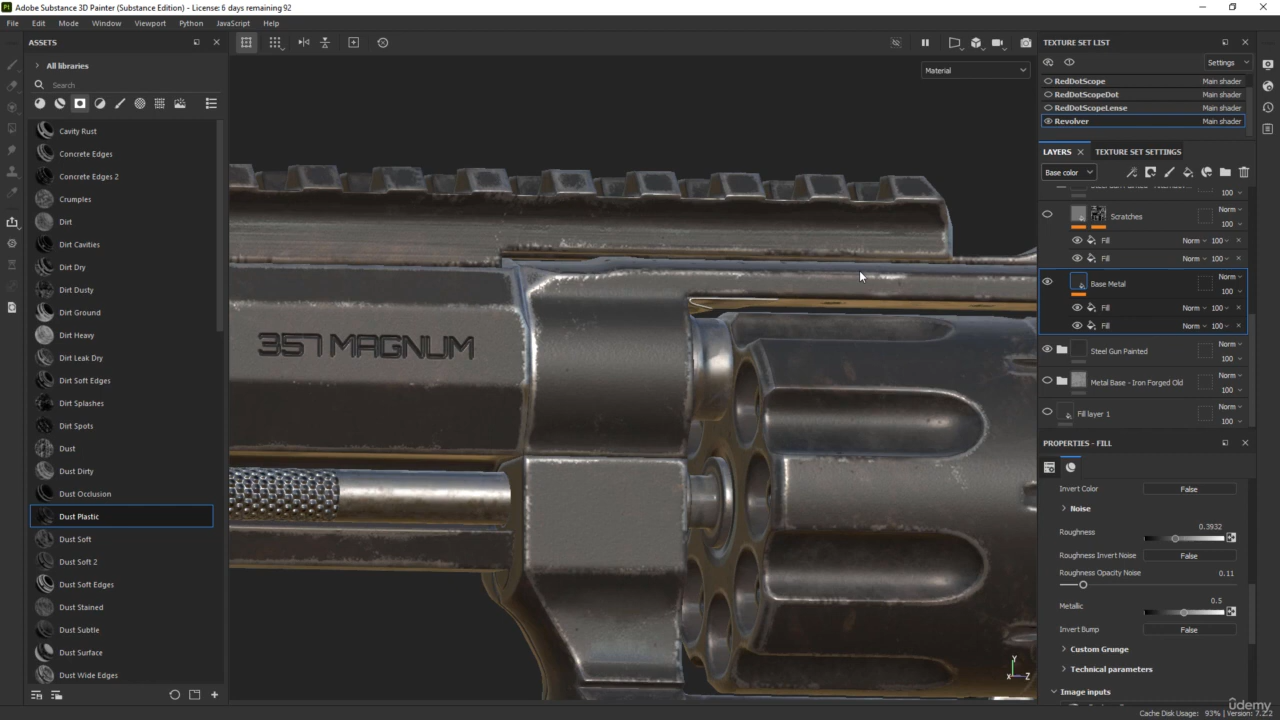 Pt Adobe Substance 3D Painter (Substance Edition) - License: 6 days remaining 92
File Edit Mode Window Viewport Python JavaScript Help
ASSETS
All libraries
Search
Cavity Rust
Concrete Edges
Concrete Edges 2
Crumples
Dirt
Dirt Cavities
Dirt Dry
Dirt Dusty
Dirt Ground
Dirt Heavy
Dirt Leak Dry
Dirt Soft Edges
Dirt Splashes
Dirt Spots
Dust
Dust Dirty
Dust Occlusion
Dust Plastic
Dust Soft
Dust Soft 2
Dust Soft Edges
Dust Stained
Dust Subtle
Dust Surface
Dust Wide Edges
Material
357 MAGNUM
Y
X Z
TEXTURE SET LIST
Settings
RedDotScope Main shader
RedDotScopeDot Main shader
RedDotScopeLense Main shader
Revolver Main shader
LAYERS TEXTURE SET SETTINGS
Base color
100
Scratches Norm 100
Fill Norm 100
Fill Norm 100
Base Metal Norm 100
Fill Norm 100
Fill Norm 100
Steel Gun Painted Norm 100
Metal Base - Iron Forged Old Norm 100
Fill layer 1 Norm 100
PROPERTIES - FILL
Invert Color False
Noise
Roughness 0.3932
Roughness Invert Noise False
Roughness Opacity Noise 0.11
Metallic 0.5
Invert Bump False
Custom Grunge
Technical parameters
Image inputs
ûdemy
Cache Disk Usage: 93% | Version: 7.2.2